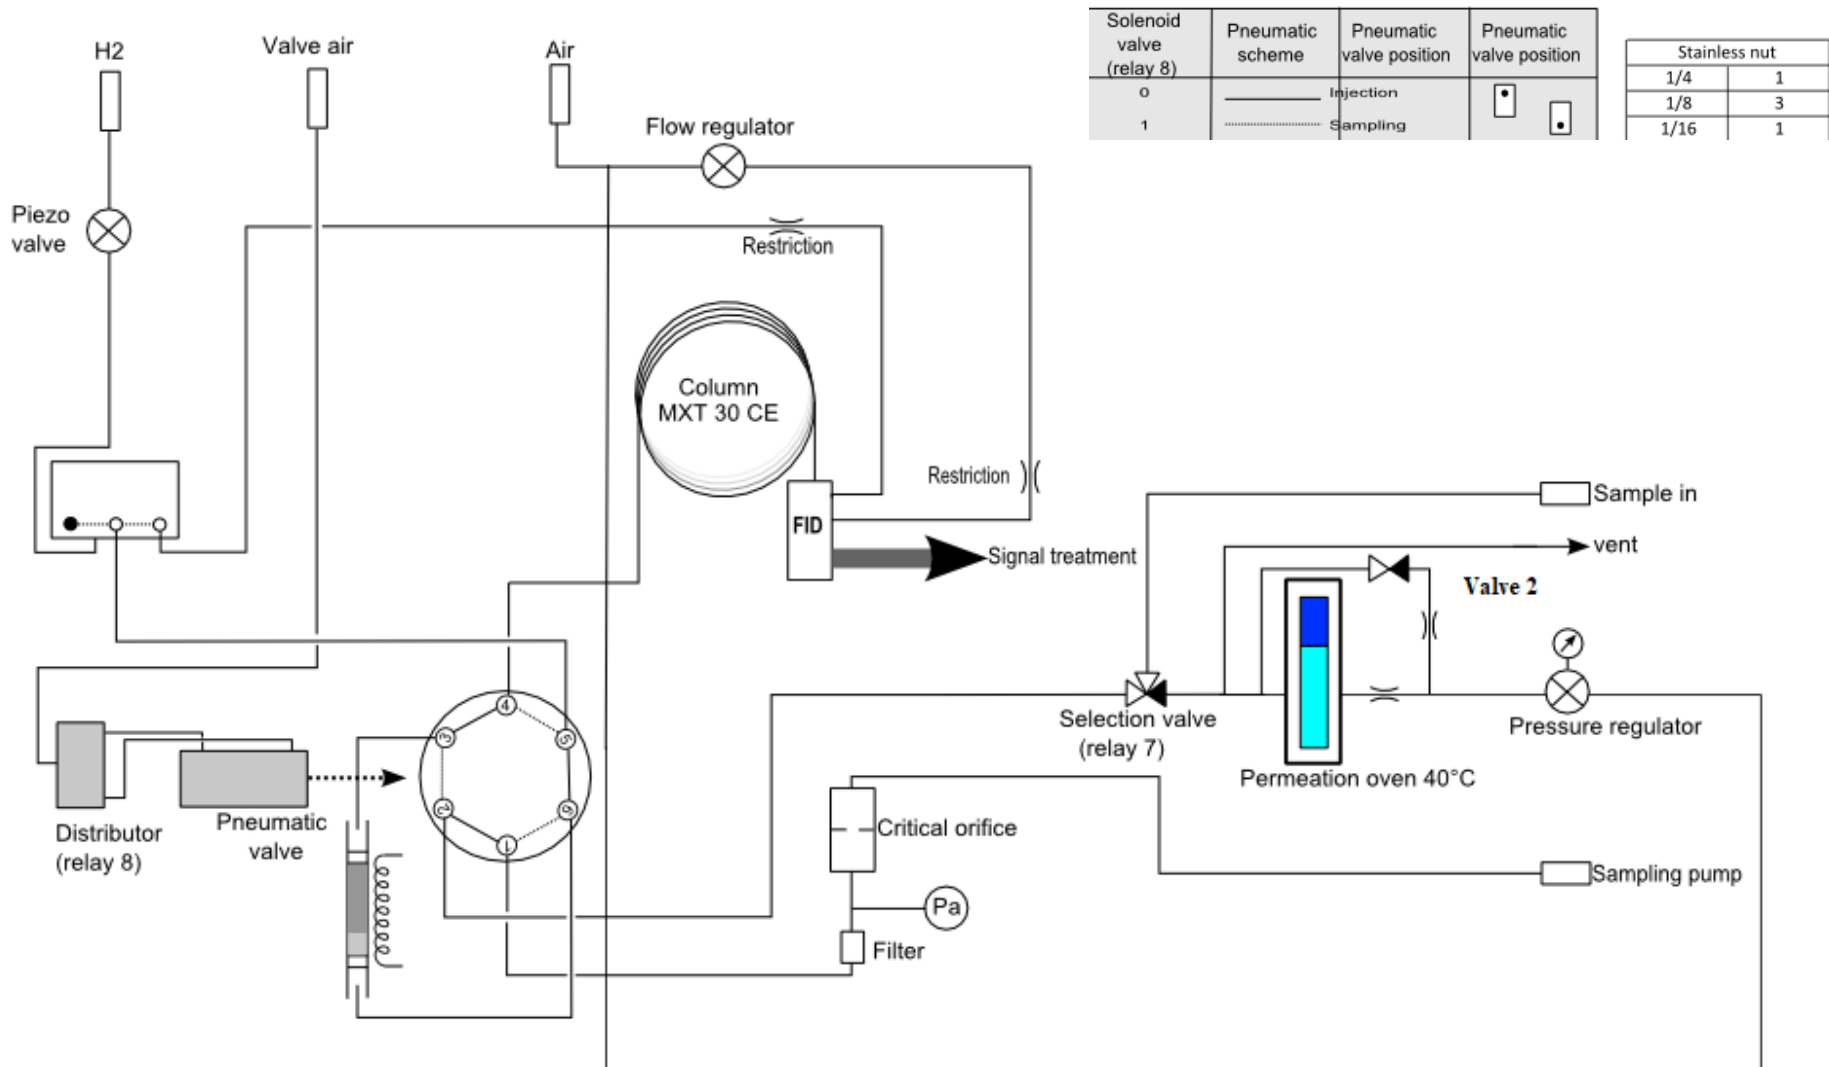 H2
Valve air
Air
Solenoid
valve
(relay 8)
Pneumatic
scheme
Pneumatic
valve position
Pneumatic
valve position
0
Injection
1
Sampling
Stainless nut
1/4 1
1/8 3
1/16 1
Flow regulator
Piezo
valve
Restriction
Column
MXT 30 CE
Restriction
FID
Signal treatment
Sample in
vent
Valve 2
4
3
5
2
6
1
Selection valve
(relay 7)
Pressure regulator
Permeation oven 40°C
Distributor
(relay 8)
Pneumatic
valve
Critical orifice
Pa
Filter
Sampling pump